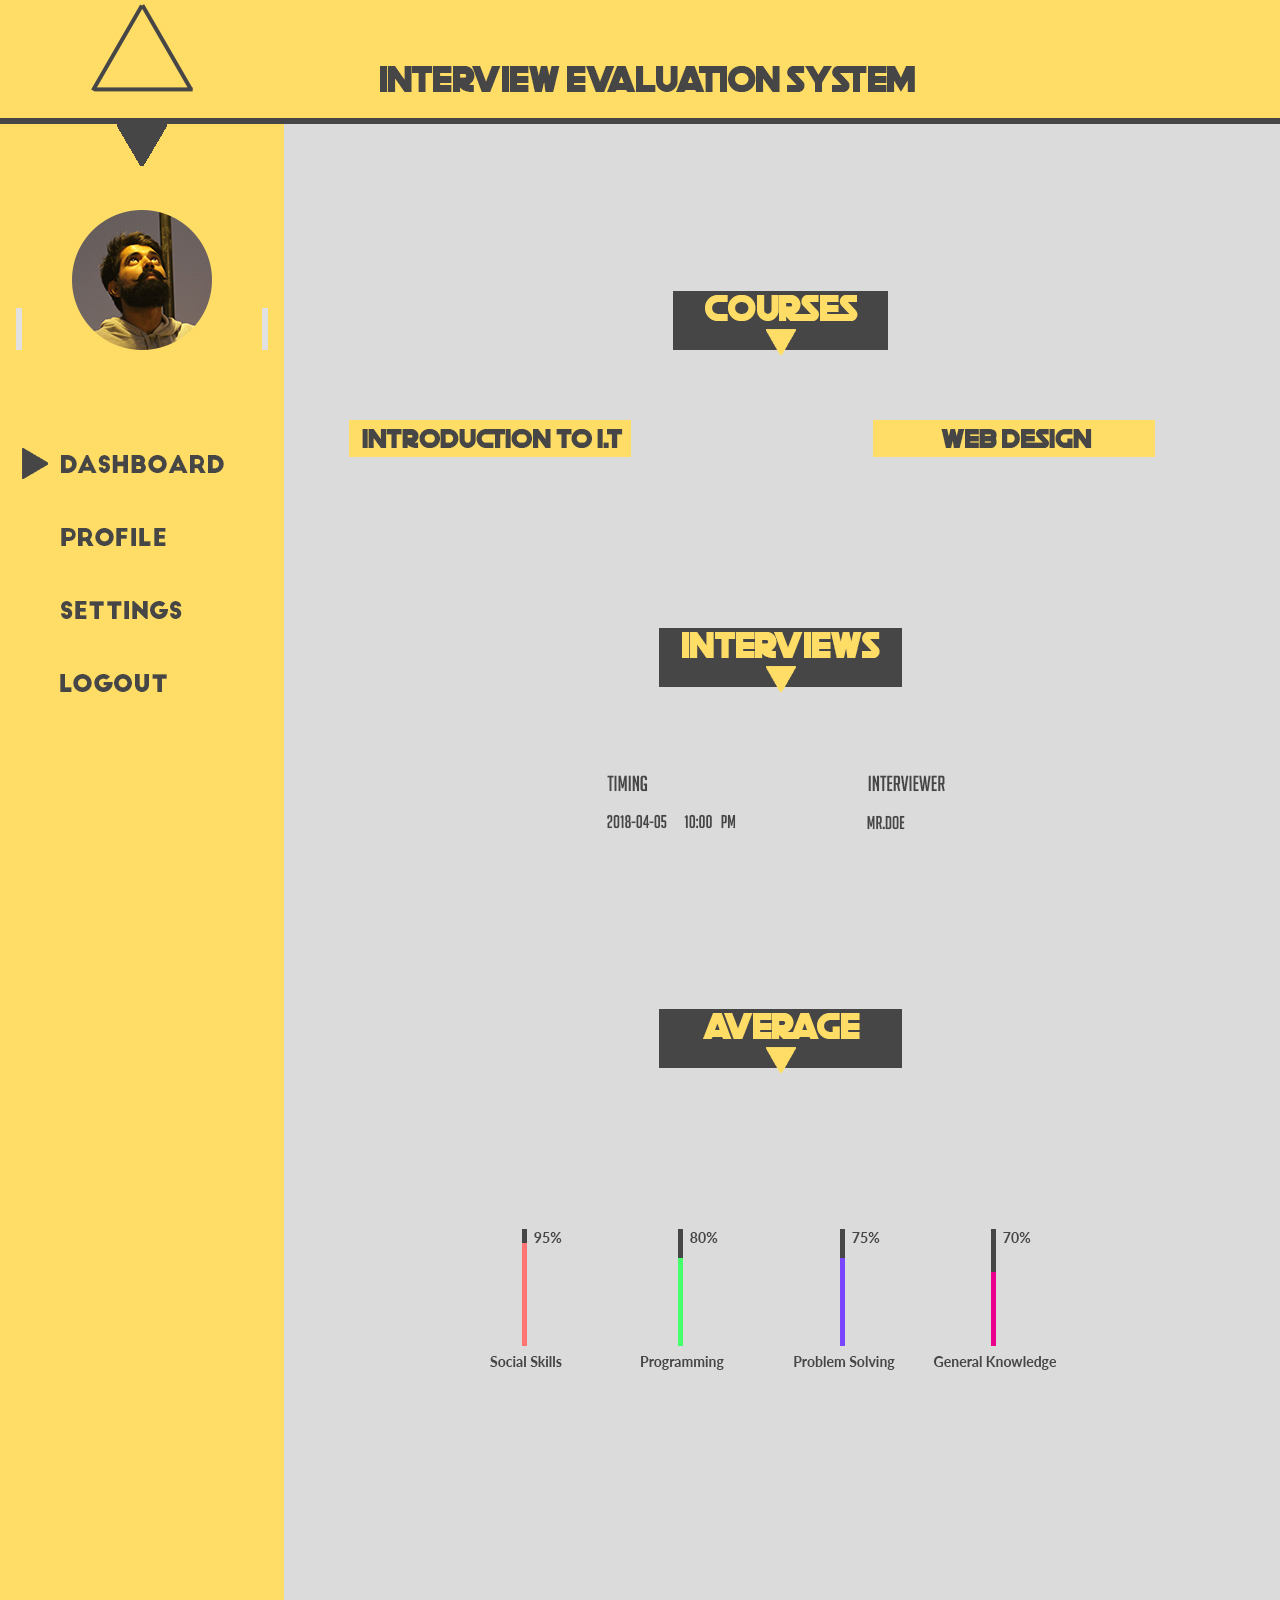 INTERVIEW EVALUATION SYSTEM
DASHBOARD
PROFILE
SETTINGS
LOGOUT
COURSES
INTRODUCTION TO I.T
WEB DESIGN
INTERVIEWS
TIMING INTERVIEWER
2018-04-05 10:00 PM MR.DOE
AVERAGE
95% 80% 75% 70%
Social Skills Programming Problem Solving General Knowledge